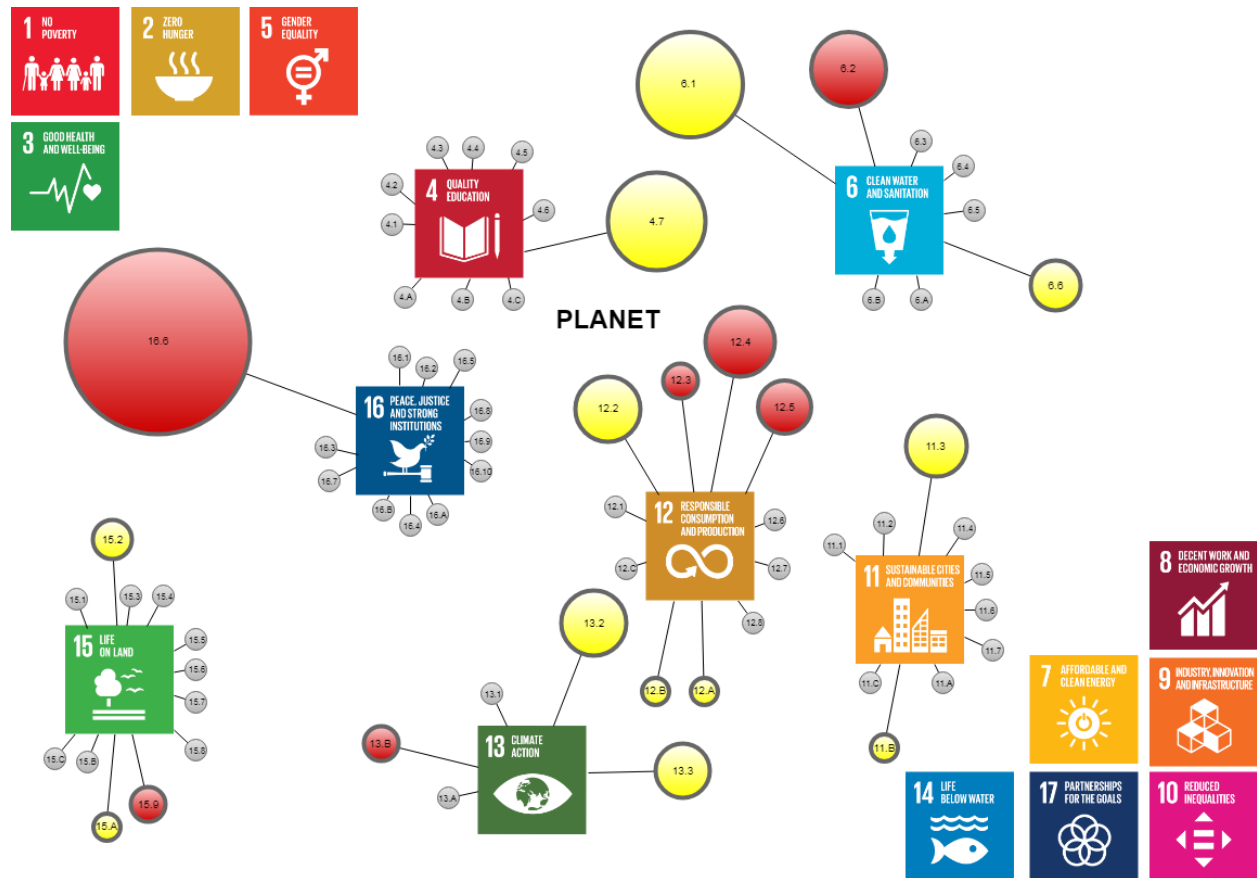 1 NO POVERTY
2 ZERO HUNGER
5 GENDER EQUALITY
3 GOOD HEALTH AND WELL-BEING
6.1
6.2
4.3
4.4
4.5
4.2
4.1
4.6
4 QUALITY EDUCATION
4.7
4.A
4.B
4.C
6.3
6.4
6.5
6 CLEAN WATER AND SANITATION
6.6
6.B
6.A
PLANET
16.6
16.1
16.2
16.5
16 PEACE, JUSTICE AND STRONG INSTITUTIONS
16.8
16.9
16.10
16.3
16.7
16.B
16.4
16.A
12.2
12.3
12.4
12.5
12.1
12 RESPONSIBLE CONSUMPTION AND PRODUCTION
12.6
12.C
12.7
12.8
12.B
12.A
11.3
11.1
11.2
11.4
11 SUSTAINABLE CITIES AND COMMUNITIES
11.5
11.6
11.7
11.C
11.A
11.B
15.2
15.1
15.3
15.4
15 LIFE ON LAND
15.5
15.6
15.7
15.8
15.C
15.B
15.A
15.9
13.2
13.1
13.B
13 CLIMATE ACTION
13.3
13.A
8 DECENT WORK AND ECONOMIC GROWTH
7 AFFORDABLE AND CLEAN ENERGY
9 INDUSTRY, INNOVATION AND INFRASTRUCTURE
14 LIFE BELOW WATER
17 PARTNERSHIPS FOR THE GOALS
10 REDUCED INEQUALITIES